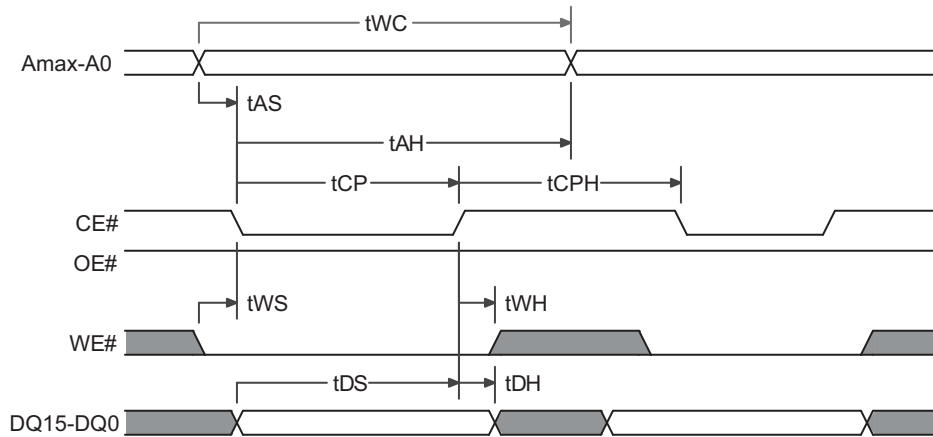 tWC
Amax-A0
tAS
tAH
tCP
tCPH
CE#
OE#
tWS
tWH
WE#
tDS
tDH
DQ15-DQ0